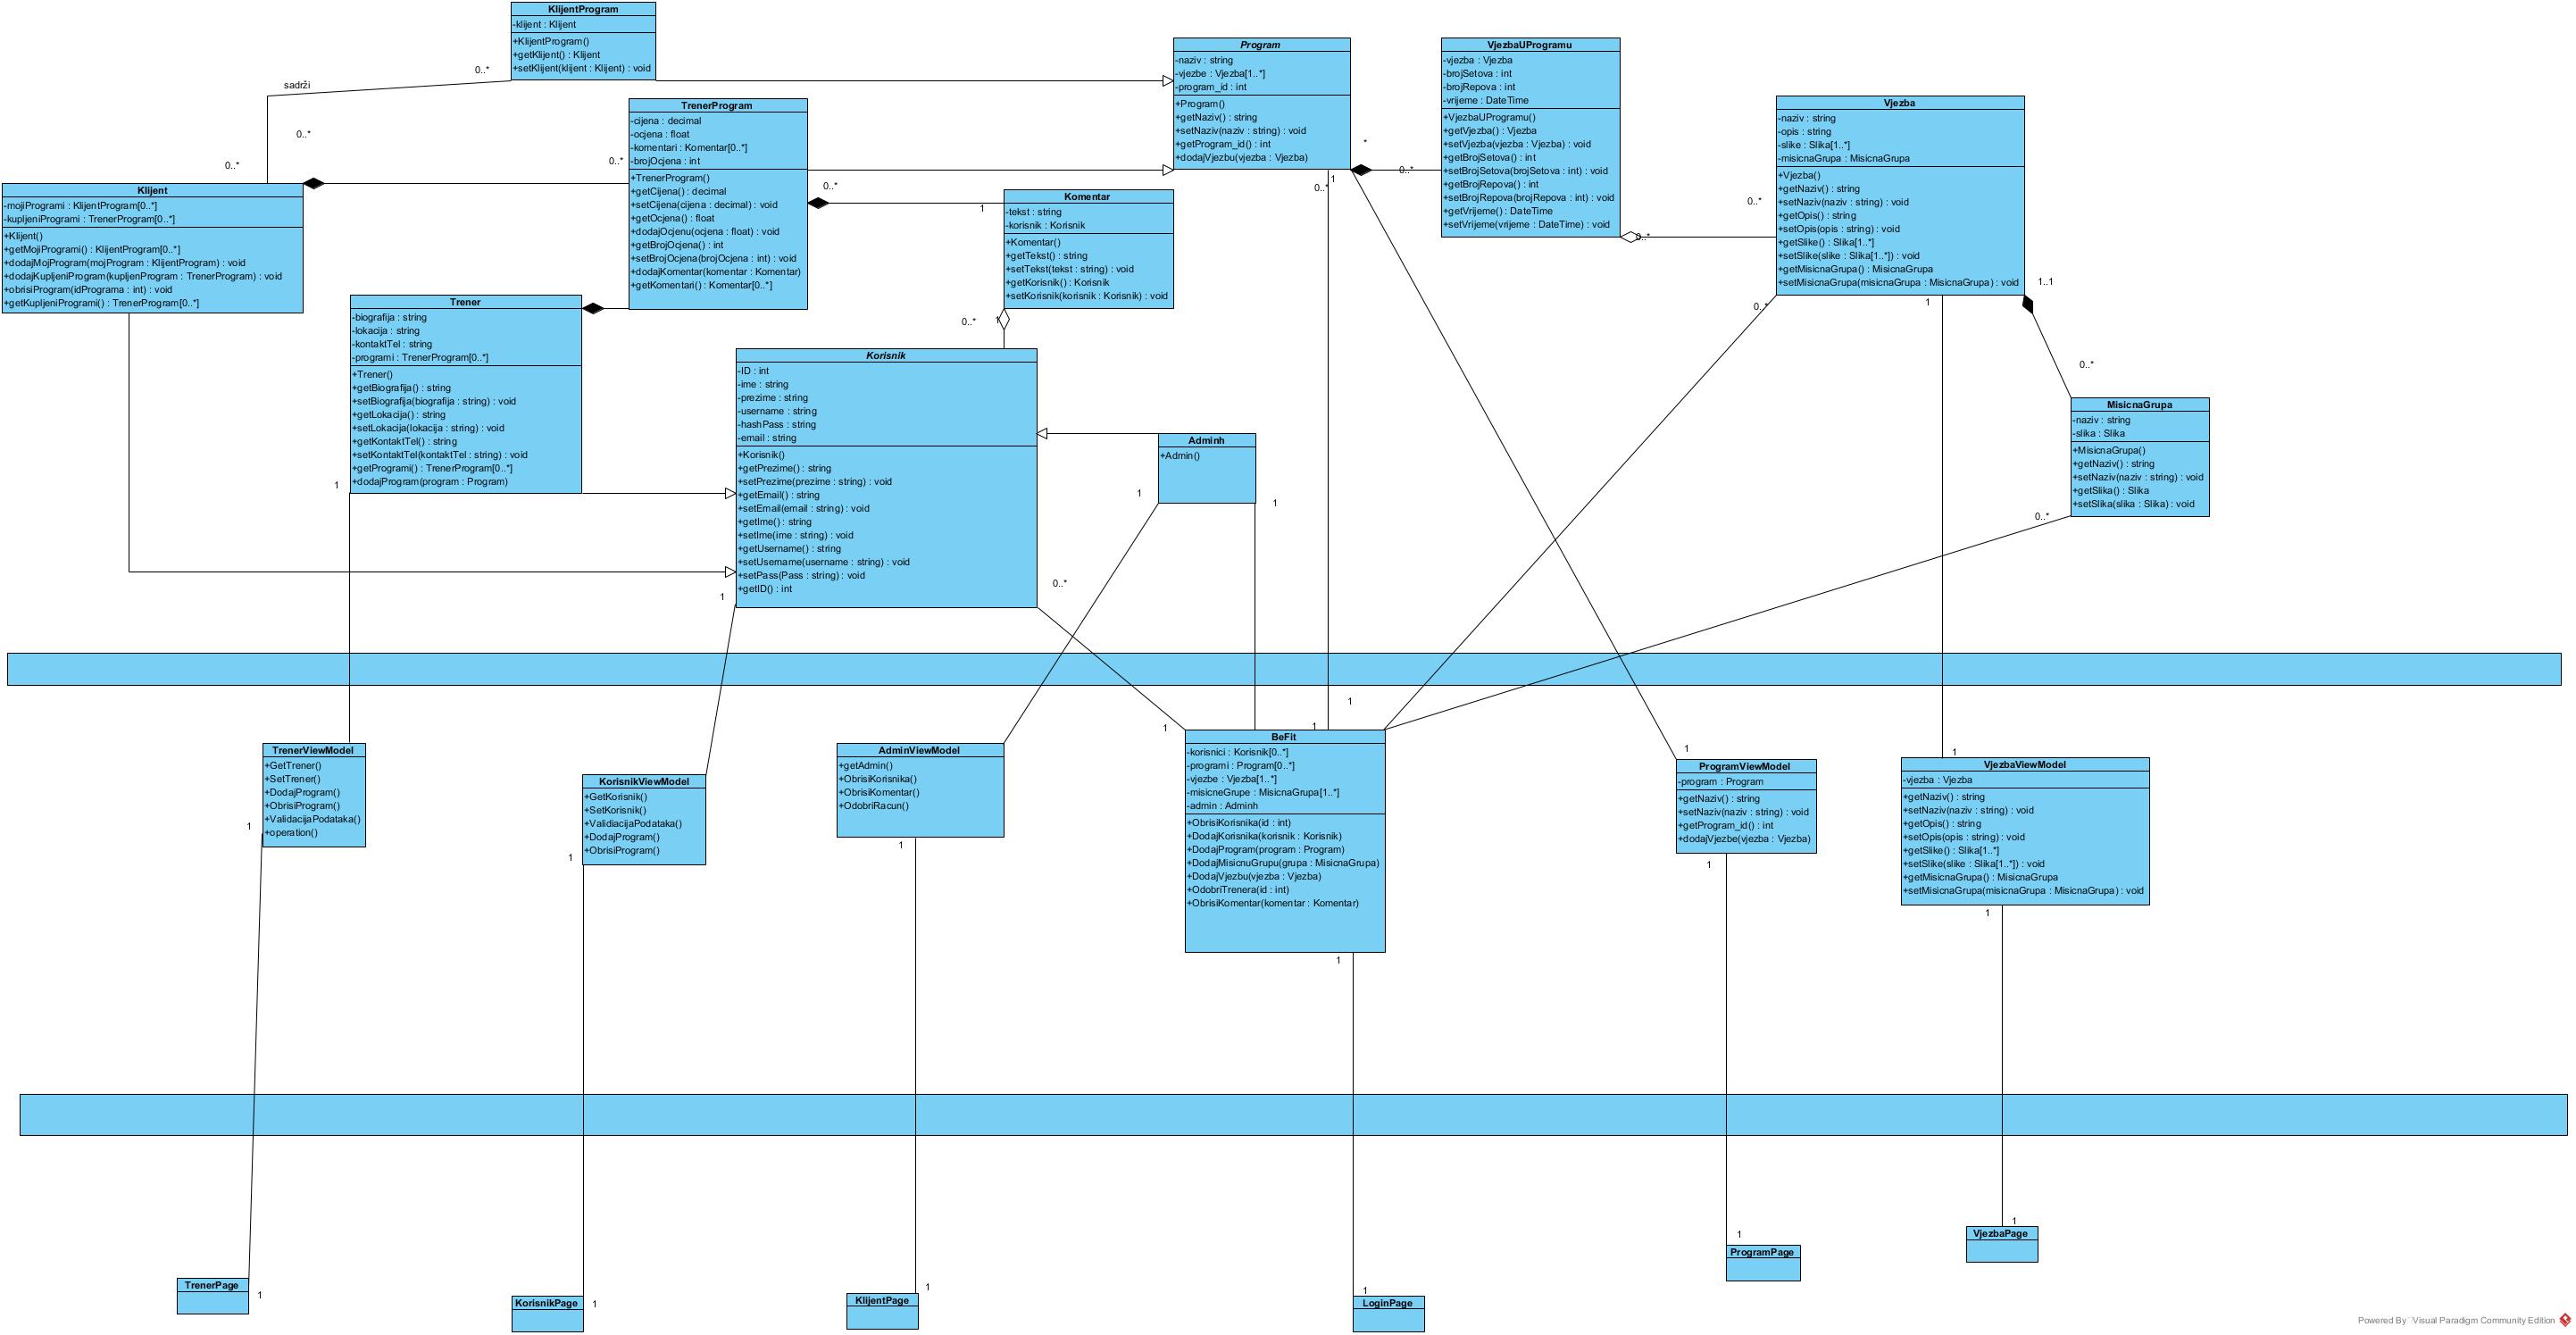 KlijentProgram
-klijent : Klijent
+KlijentProgram()
+getKlijent() : Klijent
+setKlijent(klijent : Klijent) : void
0..*
sadrži
0..*
0..*
Klijent
-mojiProgrami : KlijentProgram[0..*]
-kupljeniProgrami : TrenerProgram[0..*]
+Klijent()
+getMojiProgrami() : KlijentProgram[0..*]
+dodajMojProgram(mojProgram : KlijentProgram) : void
+dodajKupljeniProgram(kupljenProgram : TrenerProgram) : void
+obrisiProgram(idPrograma : int) : void
+getKupljeniProgrami() : TrenerProgram[0..*]
TrenerProgram
-cijena : decimal
-ocjena : float
-komentari : Komentar[0..*]
-brojOcjena : int
+TrenerProgram()
+getCijena() : decimal
+setCijena(cijena : decimal) : void
+getOcjena() : float
+dodajOcjenu(ocjena : float) : void
+getBrojOcjena() : int
+setBrojOcjena(brojOcjena : int) : void
+dodajKomentar(komentar : Komentar)
+getKomentari() : Komentar[0..*]
0..*
0..*
1
Trener
-biografija : string
-lokacija : string
-kontaktTel : string
-programi : TrenerProgram[0..*]
+Trener()
+getBiografija() : string
+setBiografija(biografija : string) : void
+getLokacija() : string
+setLokacija(lokacija : string) : void
+getKontaktTel() : string
+setKontaktTel(kontaktTel : string) : void
+getProgrami() : TrenerProgram[0..*]
+dodajProgram(program : Program)
1
Komentar
-tekst : string
-korisnik : Korisnik
+Komentar()
+getTekst() : string
+setTekst(tekst : string) : void
+getKorisnik() : Korisnik
+setKorisnik(korisnik : Korisnik) : void
0..*
1
Korisnik
-ID : int
-ime : string
-prezime : string
-username : string
-hashPass : string
-email : string
+Korisnik()
+getPrezime() : string
+setPrezime(prezime : string) : void
+getEmail() : string
+setEmail(email : string) : void
+getIme() : string
+setIme(ime : string) : void
+getUsername() : string
+setUsername(username : string) : void
+setPass(Pass : string) : void
+getID() : int
1
0..*
Adminh
+Admin()
1
1
Program
-naziv : string
-vjezbe : Vjezba[1..*]
-program_id : int
+Program()
+getNaziv() : string
+setNaziv(naziv : string) : void
+getProgram_id() : int
+dodajVjezbu(vjezba : Vjezba)
*
0..*
1
0..*
VjezbaUProgramu
-vjezba : Vjezba
-brojSetova : int
-brojRepova : int
-vrijeme : DateTime
+VjezbaUProgramu()
+getVjezba() : Vjezba
+setVjezba(vjezba : Vjezba) : void
+getBrojSetova() : int
+setBrojSetova(brojSetova : int) : void
+getBrojRepova() : int
+setBrojRepova(brojRepova : int) : void
+getVrijeme() : DateTime
+setVrijeme(vrijeme : DateTime) : void
0..*
0..*
Vjezba
-naziv : string
-opis : string
-slike : Slika[1..*]
-misicnaGrupa : MisicnaGrupa
+Vjezba()
+getNaziv() : string
+setNaziv(naziv : string) : void
+getOpis() : string
+setOpis(opis : string) : void
+getSlike() : Slika[1..*]
+setSlike(slike : Slika[1..*]) : void
+getMisicnaGrupa() : MisicnaGrupa
+setMisicnaGrupa(misicnaGrupa : MisicnaGrupa) : void
0..*
1
1..1
0..*
MisicnaGrupa
-naziv : string
-slika : Slika
+MisicnaGrupa()
+getNaziv() : string
+setNaziv(naziv : string) : void
+getSlika() : Slika
+setSlika(slika : Slika) : void
0..*
TrenerViewModel
+GetTrener()
+SetTrener()
+DodajProgram()
+ObrisiProgram()
+ValidacijaPodataka()
+operation()
1
KorisnikViewModel
+GetKorisnik()
+SetKorisnik()
+ValidiacijaPodataka()
+DodajProgram()
+ObrisiProgram()
1
AdminViewModel
+getAdmin()
+ObrisiKorisnika()
+ObrisiKomentar()
+OdobriRacun()
1
1
1
1
BeFit
-korisnici : Korisnik[0..*]
-programi : Program[0..*]
-vjezbe : Vjezba[1..*]
-misicneGrupe : MisicnaGrupa[1..*]
-admin : Adminh
+ObrisiKorisnika(id : int)
+DodajKorisnika(korisnik : Korisnik)
+DodajProgram(program : Program)
+DodajMisicnuGrupu(grupa : MisicnaGrupa)
+DodajVjezbu(vjezba : Vjezba)
+OdobriTrenera(id : int)
+ObrisiKomentar(komentar : Komentar)
1
1
ProgramViewModel
-program : Program
+getNaziv() : string
+setNaziv(naziv : string) : void
+getProgram_id() : int
+dodajVjezbe(vjezba : Vjezba)
1
1
VjezbaViewModel
-vjezba : Vjezba
+getNaziv() : string
+setNaziv(naziv : string) : void
+getOpis() : string
+setOpis(opis : string) : void
+getSlike() : Slika[1..*]
+setSlike(slike : Slika[1..*]) : void
+getMisicnaGrupa() : MisicnaGrupa
+setMisicnaGrupa(misicnaGrupa : MisicnaGrupa) : void
1
TrenerPage
1
KorisnikPage
1
KlijentPage
1
LoginPage
1
ProgramPage
1
VjezbaPage
1
Powered By Visual Paradigm Community Edition